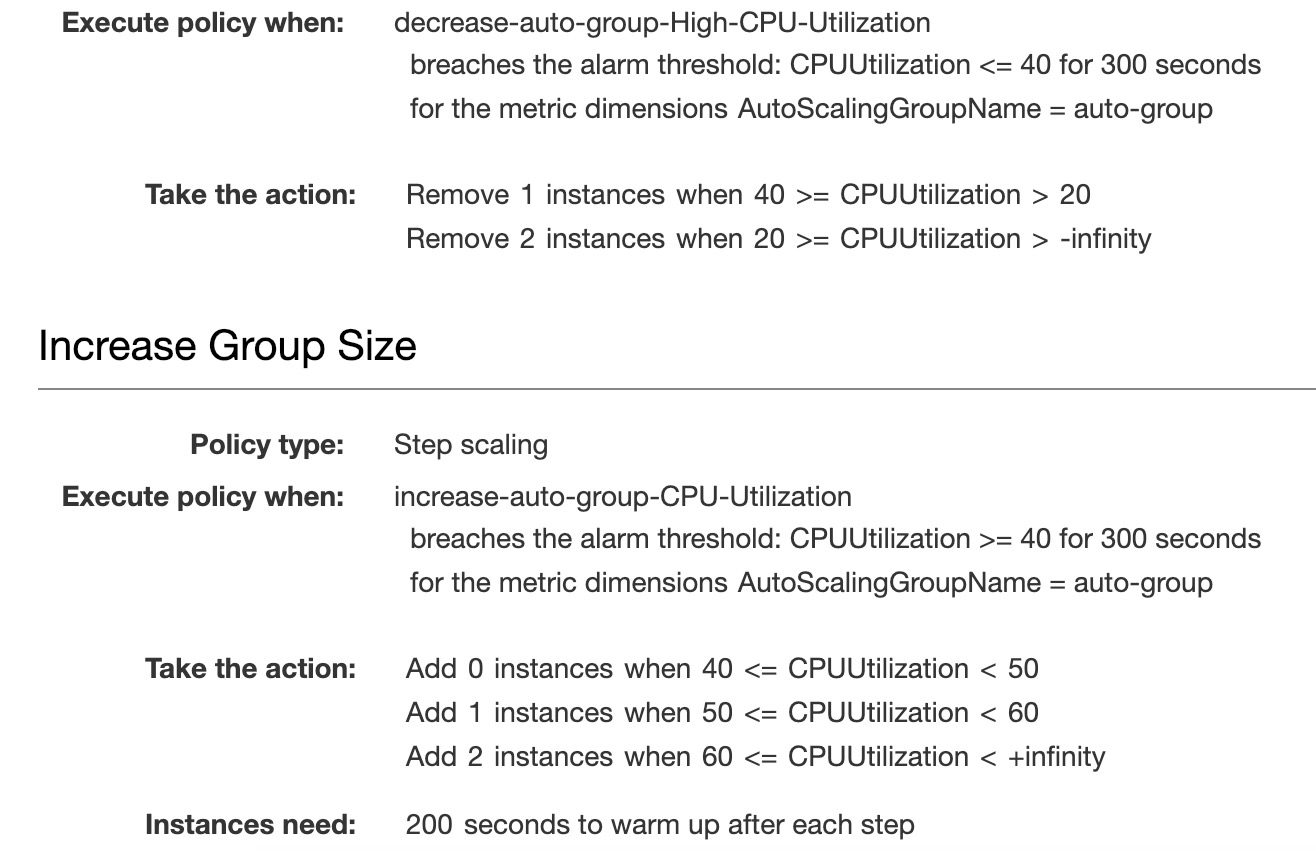 Execute policy when: decrease-auto-group-High-CPU-Utilization
breaches the alarm threshold: CPUUtilization <= 40 for 300 seconds
for the metric dimensions AutoScalingGroupName = auto-group
Take the action: Remove 1 instances when 40 >= CPUUtilization > 20
Remove 2 instances when 20 >= CPUUtilization > -infinity
Increase Group Size
Policy type: Step scaling
Execute policy when: increase-auto-group-CPU-Utilization
breaches the alarm threshold: CPUUtilization >= 40 for 300 seconds
for the metric dimensions AutoScalingGroupName = auto-group
Take the action: Add 0 instances when 40 <= CPUUtilization < 50
Add 1 instances when 50 <= CPUUtilization < 60
Add 2 instances when 60 <= CPUUtilization < +infinity
Instances need: 200 seconds to warm up after each step